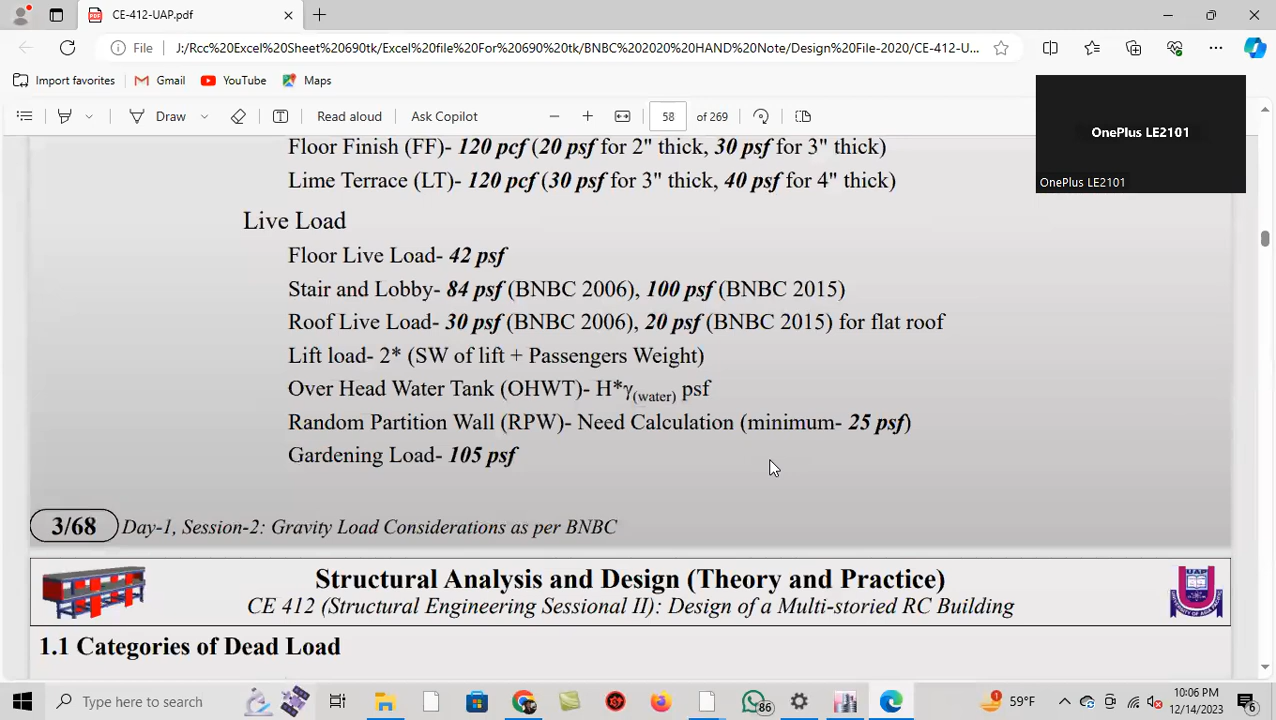 CE-412-UAP.pdf
File
J:/Rcc%20Excel%20Sheet%20690tk/Excel%20file%20For%20690%20tk/BNBC%202020%20HAND%20Note/Design%20File-2020/CE-412-U...
Import favorites
Gmail
YouTube
Maps
Draw
Read aloud
Ask Copilot
58 of 269
OnePlus LE2101
OnePlus LE2101
Floor Finish (FF)- 120 pcf (20 psf for 2" thick, 30 psf for 3" thick)
Lime Terrace (LT)- 120 pcf (30 psf for 3" thick, 40 psf for 4" thick)
Live Load
Floor Live Load- 42 psf
Stair and Lobby- 84 psf (BNBC 2006), 100 psf (BNBC 2015)
Roof Live Load- 30 psf (BNBC 2006), 20 psf (BNBC 2015) for flat roof
Lift load- 2* (SW of lift + Passengers Weight)
Over Head Water Tank (OHWT)- H*γ(water) psf
Random Partition Wall (RPW)- Need Calculation (minimum- 25 psf)
Gardening Load- 105 psf
3/68 Day-1, Session-2: Gravity Load Considerations as per BNBC
Structural Analysis and Design (Theory and Practice)
CE 412 (Structural Engineering Sessional II): Design of a Multi-storied RC Building
1.1 Categories of Dead Load
Type here to search
86
59°F
10:06 PM
12/14/2023
6